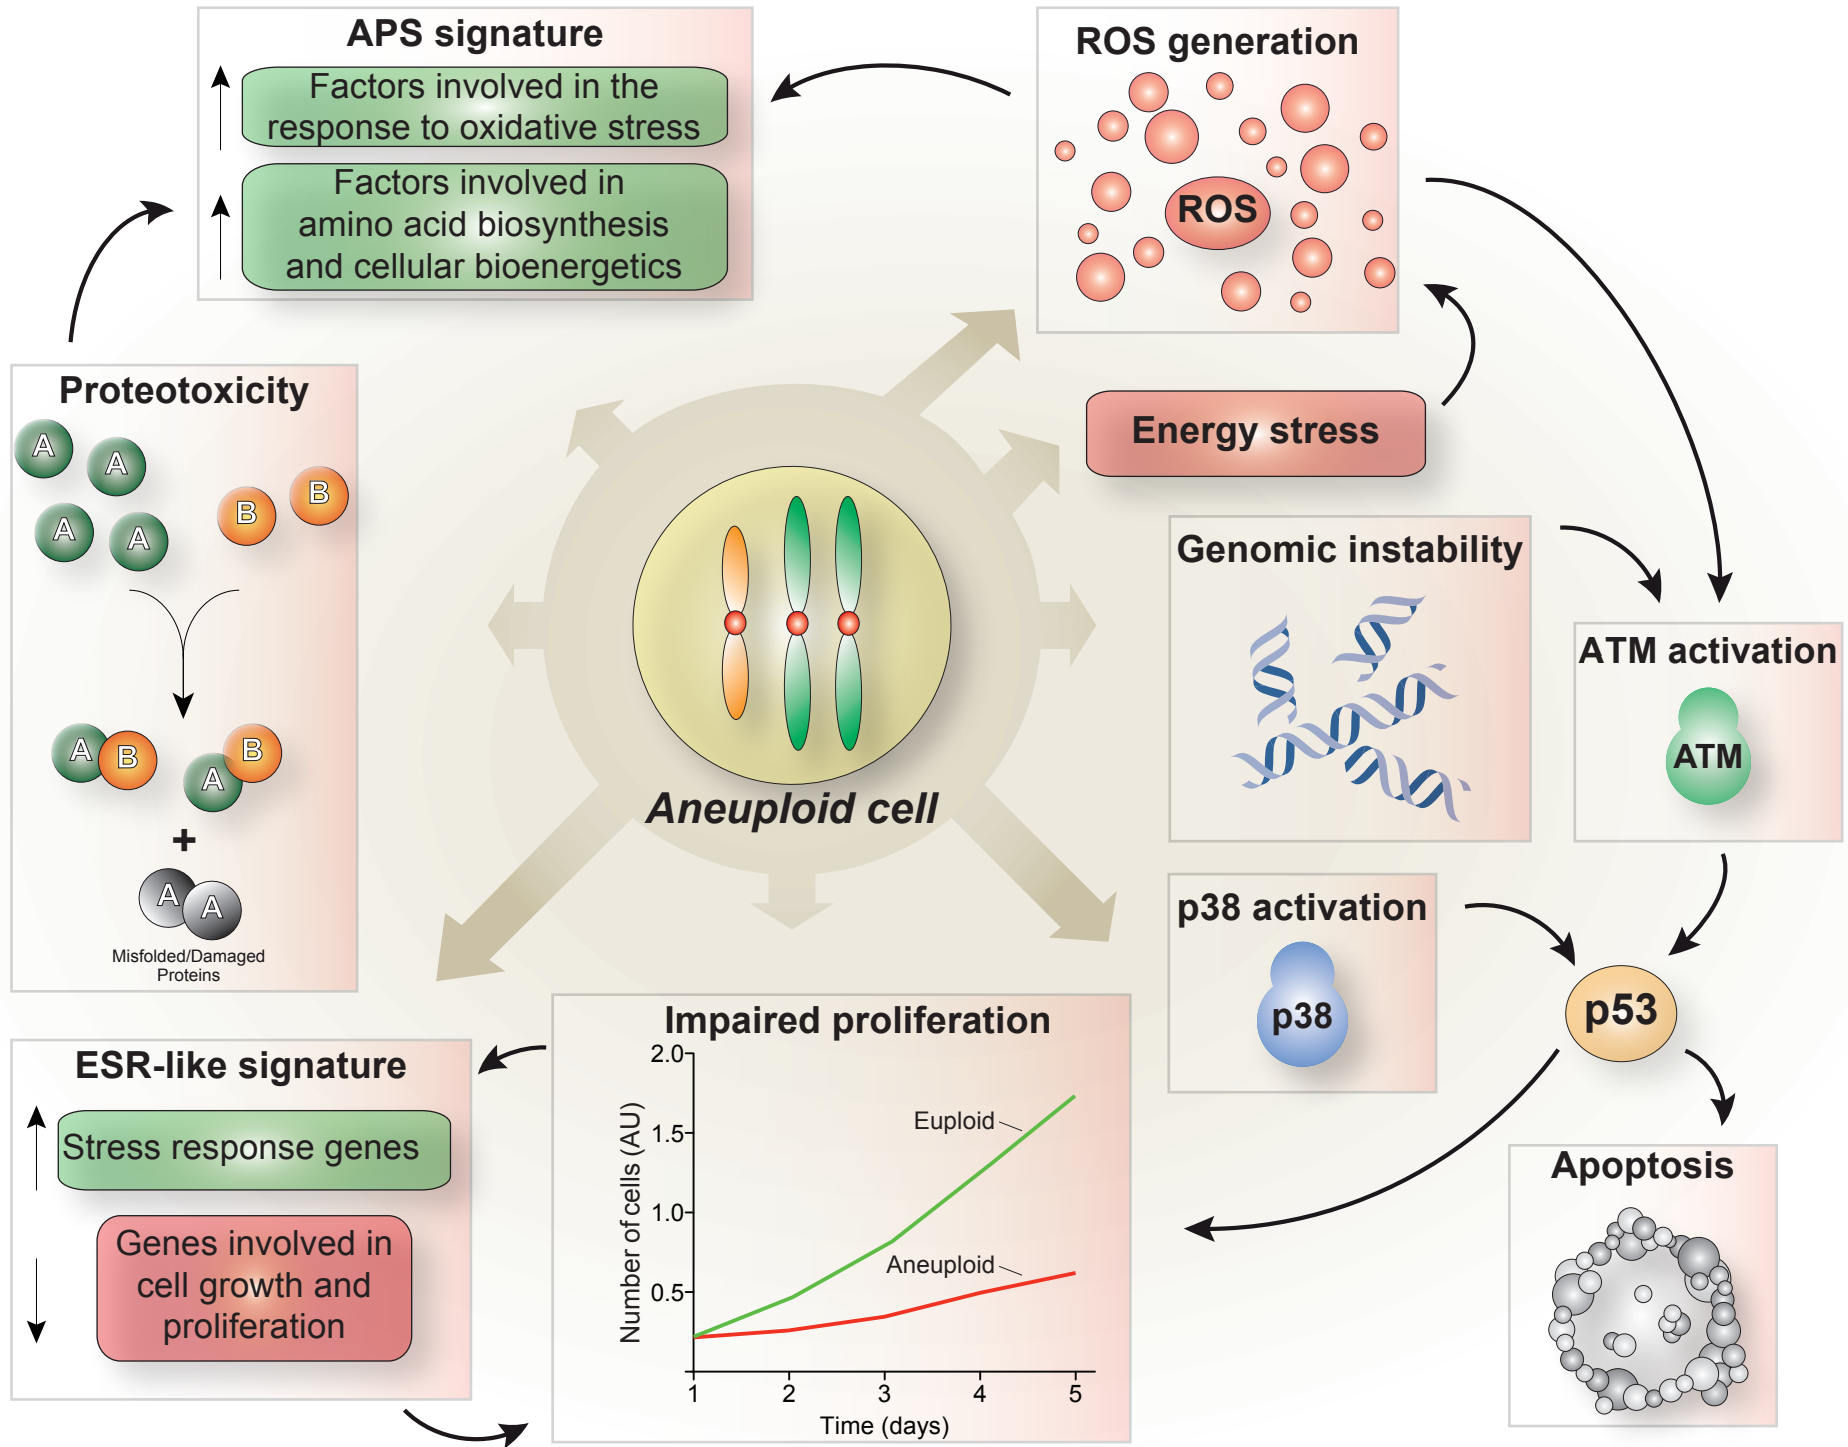 APS signature
Factors involved in the
response to oxidative stress
Factors involved in
amino acid biosynthesis
and cellular bioenergetics
ROS generation
ROS
Proteotoxicity
A
A
A
A
B
B
A
B
A
B
+
A
A
Misfolded/Damaged
Proteins
Energy stress
Genomic instability
ATM activation
ATM
Aneuploid cell
p38 activation
p38
p53
ESR-like signature
Stress response genes
Genes involved in
cell growth and
proliferation
Impaired proliferation
Number of cells (AU)
2.0
1.5
1.0
0.5
Euploid
Aneuploid
1 2 3 4 5
Time (days)
Apoptosis